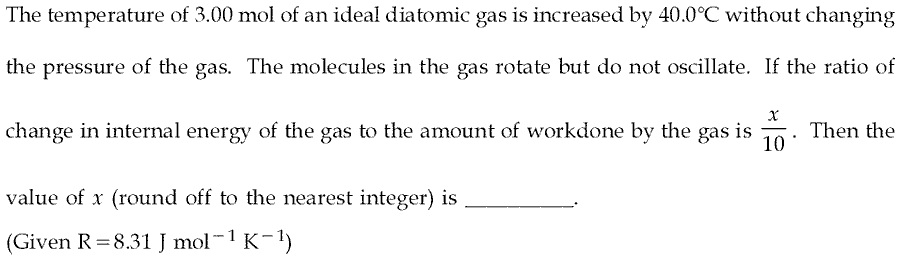 The temperature of 3.00 mol of an ideal diatomic gas is increased by 40.0°C without changing
the pressure of the gas. The molecules in the gas rotate but do not oscillate. If the ratio of
change in internal energy of the gas to the amount of workdone by the gas is x/10. Then the
value of x (round off to the nearest integer) is __________.
(Given R=8.31 J mol⁻¹ K⁻¹)